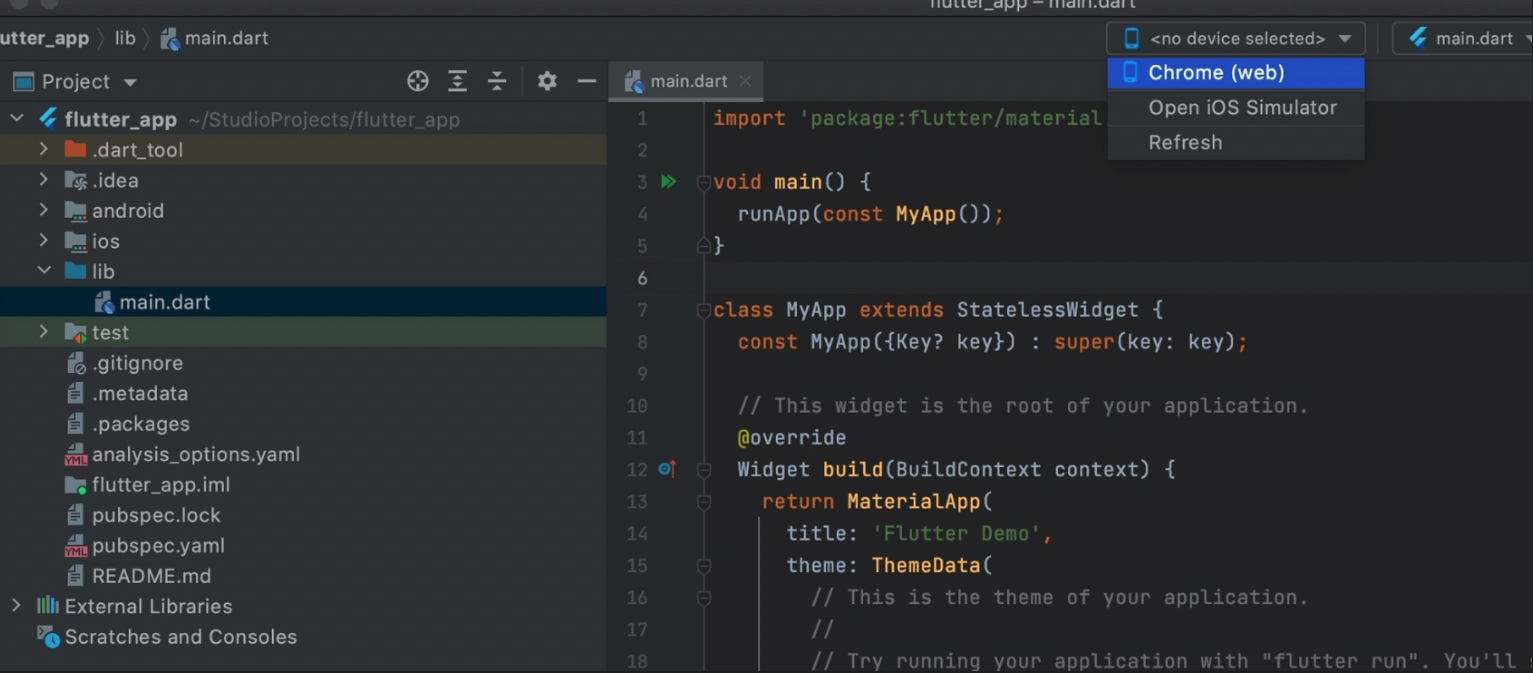 flutter_app – main.dart
utter_app lib main.dart
<no device selected>
main.dart
Project
main.dart
Chrome (web)
Open iOS Simulator
Refresh
flutter_app ~/StudioProjects/flutter_app
.dart_tool
.idea
android
ios
lib
main.dart
test
.gitignore
.metadata
.packages
YML analysis_options.yaml
flutter_app.iml
pubspec.lock
YML pubspec.yaml
README.md
External Libraries
Scratches and Consoles
1 import 'package:flutter/material
2
3 void main() {
4 runApp(const MyApp());
5 }
6
7 class MyApp extends StatelessWidget {
8 const MyApp({Key? key}) : super(key: key);
9
10 // This widget is the root of your application.
11 @override
12 Widget build(BuildContext context) {
13 return MaterialApp(
14 title: 'Flutter Demo',
15 theme: ThemeData(
16 // This is the theme of your application.
17 //
18 // Try running your application with "flutter run". You'll